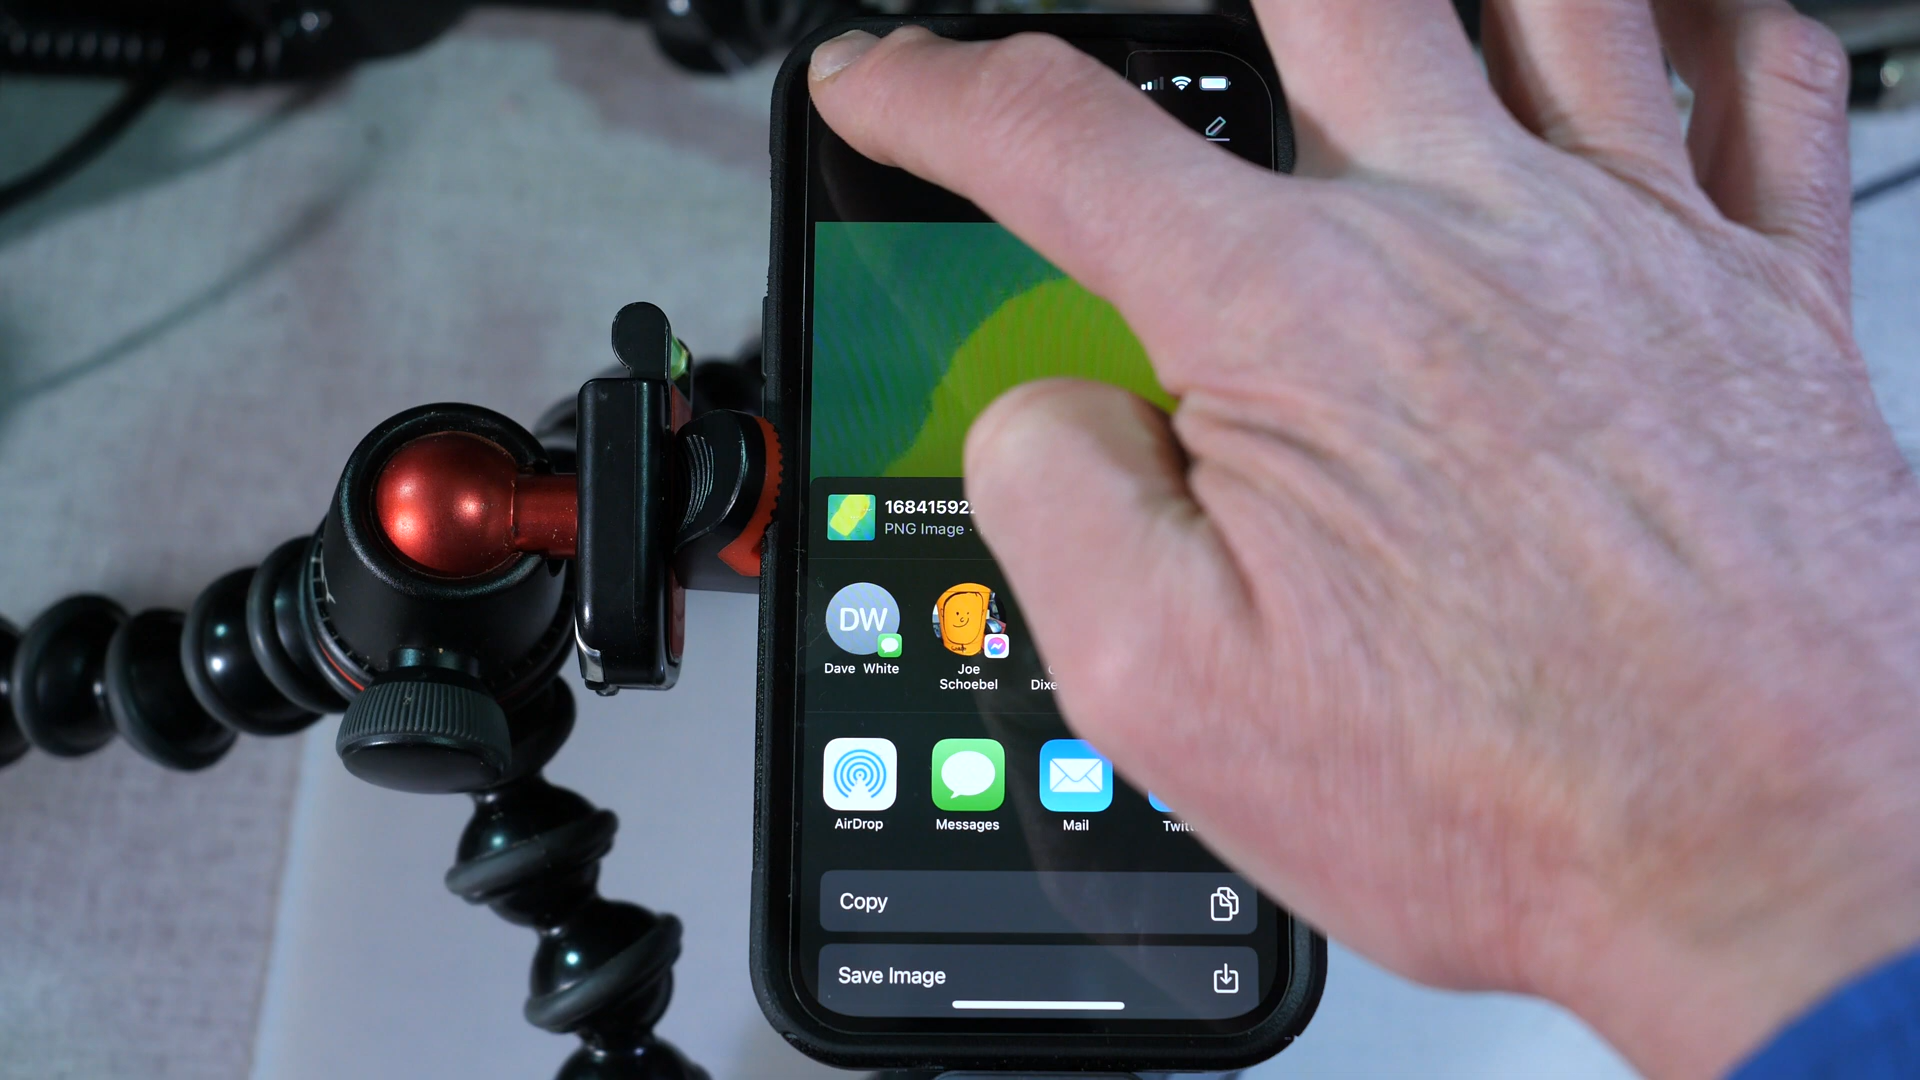 16841592
PNG Image ·
DW
Dave White
Joe
Schoebel
AirDrop
Messages
Mail
Copy
Save Image